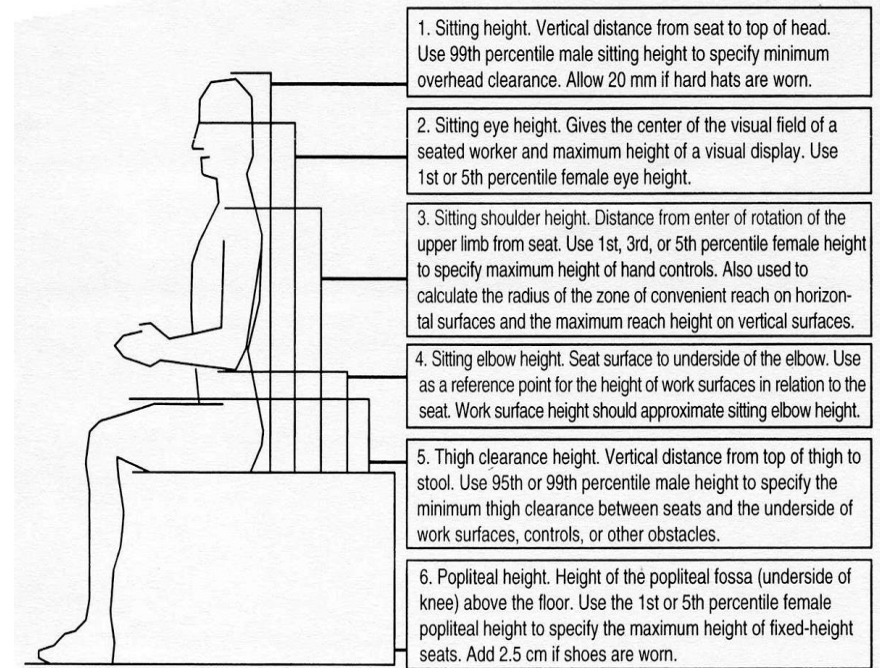 1. Sitting height. Vertical distance from seat to top of head.
Use 99th percentile male sitting height to specify minimum
overhead clearance. Allow 20 mm if hard hats are worn.
2. Sitting eye height. Gives the center of the visual field of a
seated worker and maximum height of a visual display. Use
1st or 5th percentile female eye height.
3. Sitting shoulder height. Distance from enter of rotation of the
upper limb from seat. Use 1st, 3rd, or 5th percentile female height
to specify maximum height of hand controls. Also used to
calculate the radius of the zone of convenient reach on horizon-
tal surfaces and the maximum reach height on vertical surfaces.
4. Sitting elbow height. Seat surface to underside of the elbow. Use
as a reference point for the height of work surfaces in relation to the
seat. Work surface height should approximate sitting elbow height.
5. Thigh clearance height. Vertical distance from top of thigh to
stool. Use 95th or 99th percentile male height to specify the
minimum thigh clearance between seats and the underside of
work surfaces, controls, or other obstacles.
6. Popliteal height. Height of the popliteal fossa (underside of
knee) above the floor. Use the 1st or 5th percentile female
popliteal height to specify the maximum height of fixed-height
seats. Add 2.5 cm if shoes are worn.